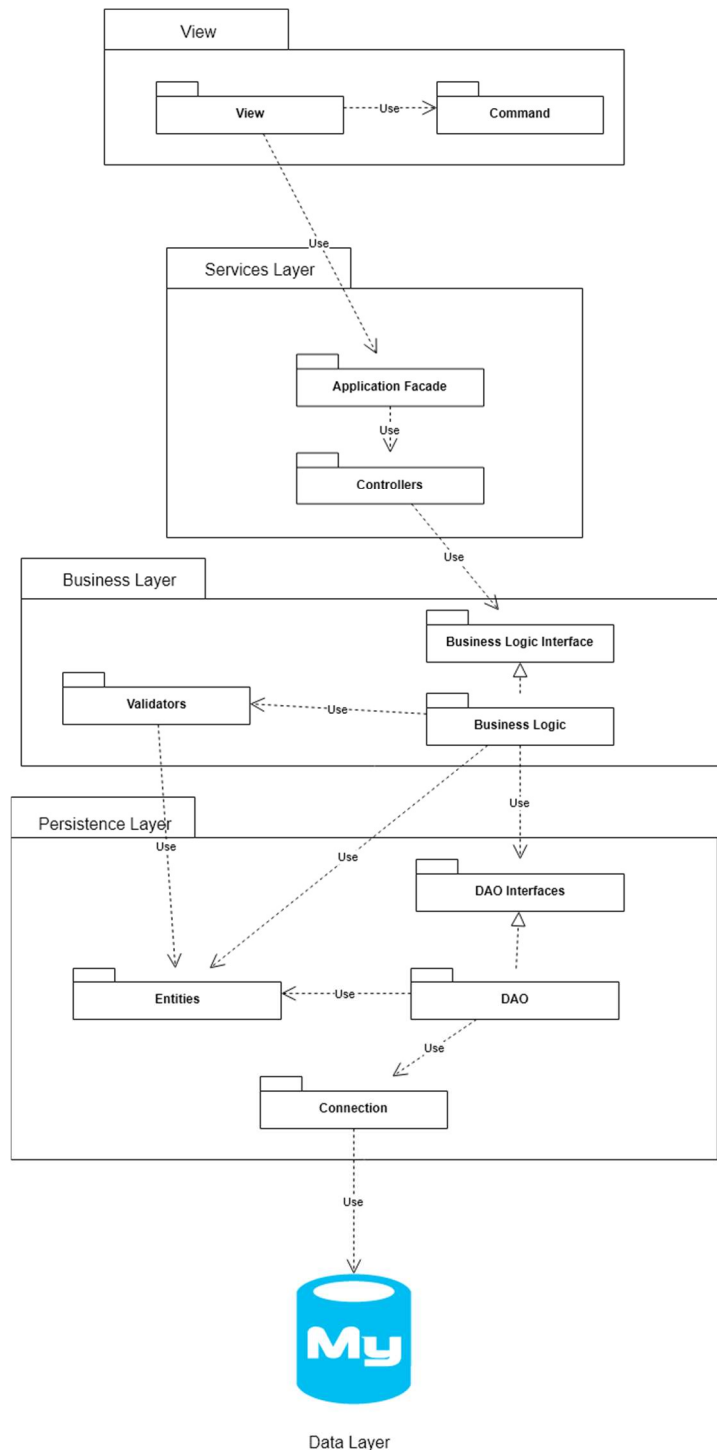 View
View
Use
Command
Use
Services Layer
Application Facade
Use
Controllers
Use
Business Layer
Business Logic Interface
Validators
Use
Business Logic
Use
Persistence Layer
Use
Use
DAO Interfaces
Entities
Use
DAO
Use
Connection
Use
My
Data Layer